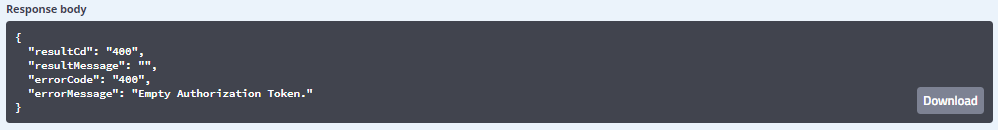 Response body
{
  "resultCd": "400",
  "resultMessage": "",
  "errorCode": "400",
  "errorMessage": "Empty Authorization Token."
}
Download